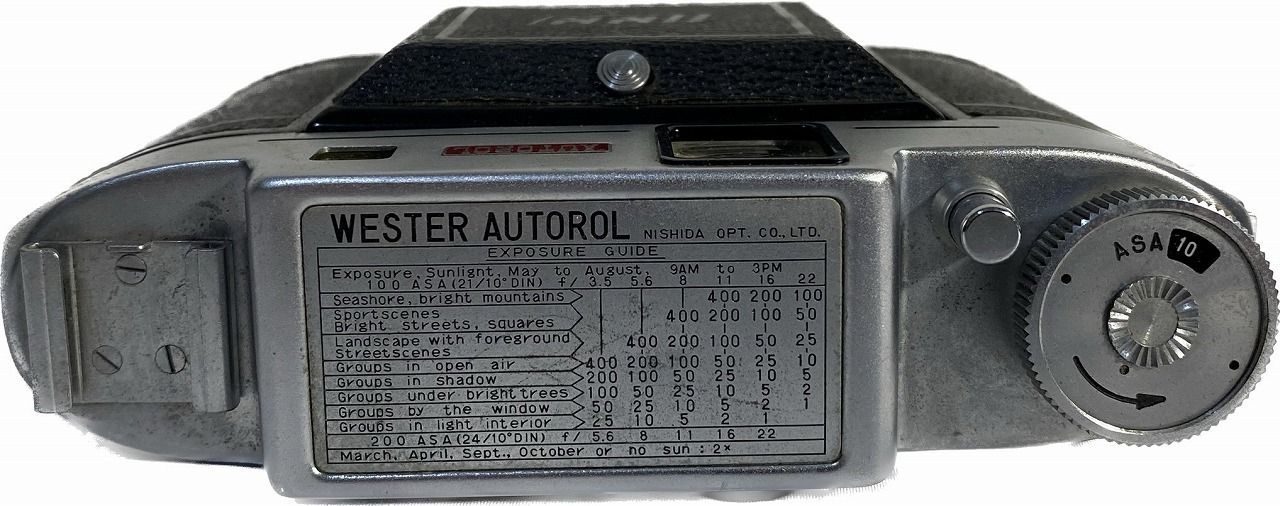 AUTOROL
WESTER AUTOROL NISHIDA OPT. CO., LTD.
EXPOSURE GUIDE
Exposure, Sunlight, May to August, 9AM to 3PM
100 ASA (21/10° DIN) f/ 3.5 5.6 8 11 16 22
Seashore, bright mountains 400 200 100
Sportscenes
Bright streets, squares 400 200 100 50
Landscape with foreground
Streetscenes 400 200 100 50 25
Groups in open air 400 200 100 50 25 10
Groups in shadow 200 100 50 25 10 5
Groups under bright trees 100 50 25 10 5 2
Groups by the window 50 25 10 5 2 1
Groups in light interior 25 10 5 2 1
200 ASA (24/10° DIN) f/ 5.6 8 11 16 22
March, April, Sept., October or no sun : 2×
ASA 10